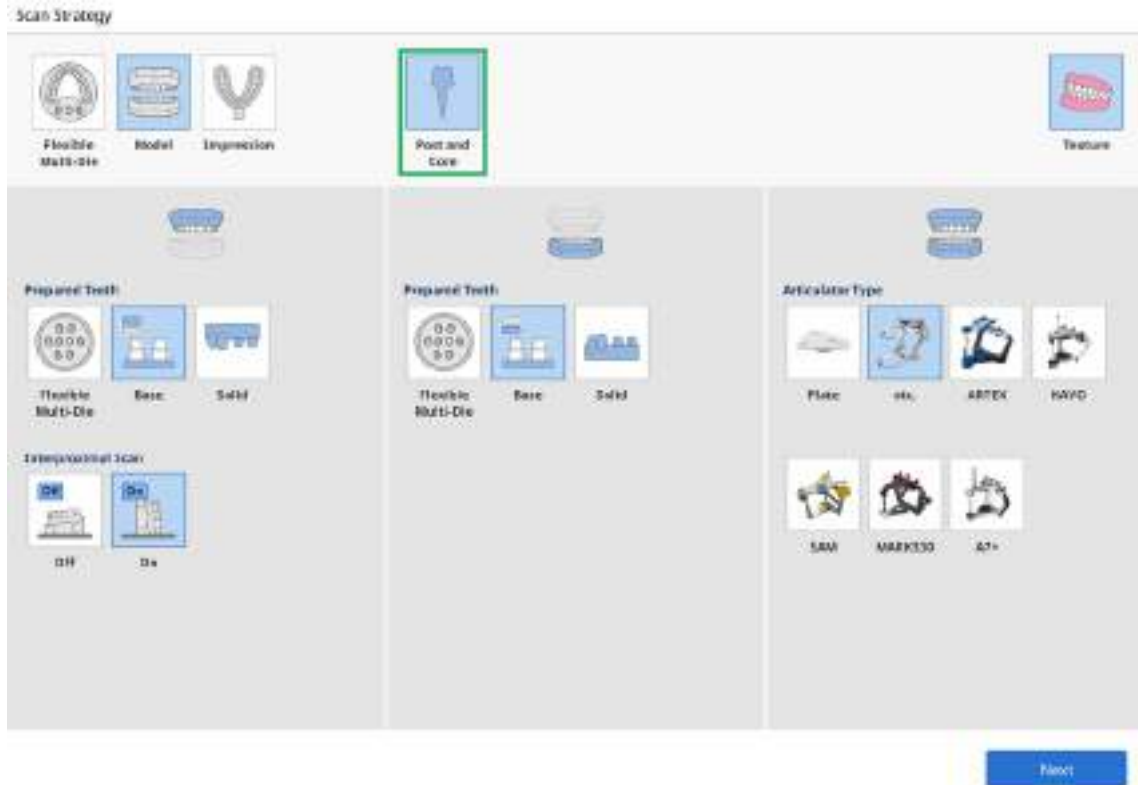 Scan Strategy
Flexible
Multi-Die
Model
Impression
Post and
Core
Texture
Prepared Teeth
Flexible
Multi-Die
Base
Solid
Interproximal Scan
Off
On
Off
On
Prepared Teeth
Flexible
Multi-Die
Base
Solid
Articulator Type
Plate
etc.
ARTEX
KAVO
SAM
MARK330
A7+
Next